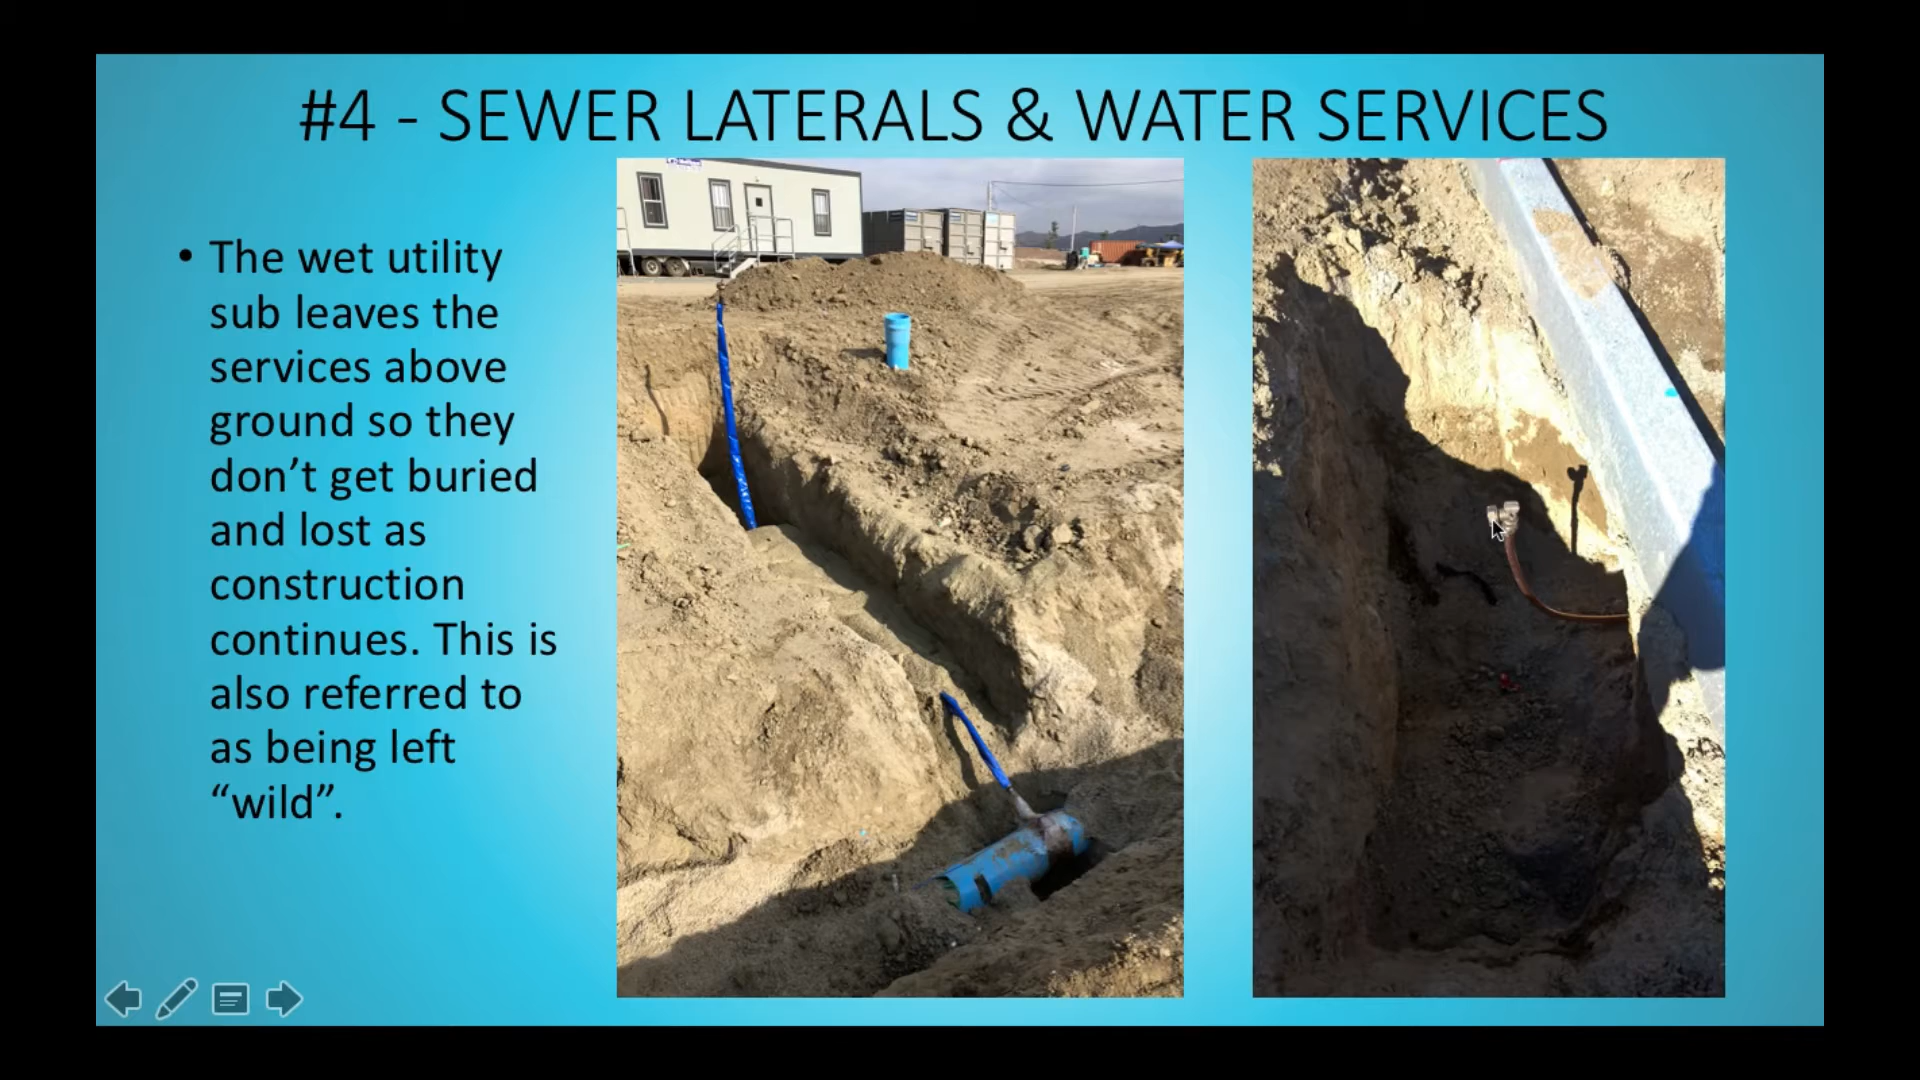 #4 - SEWER LATERALS & WATER SERVICES
• The wet utility
sub leaves the
services above
ground so they
don’t get buried
and lost as
construction
continues. This is
also referred to
as being left
“wild”.